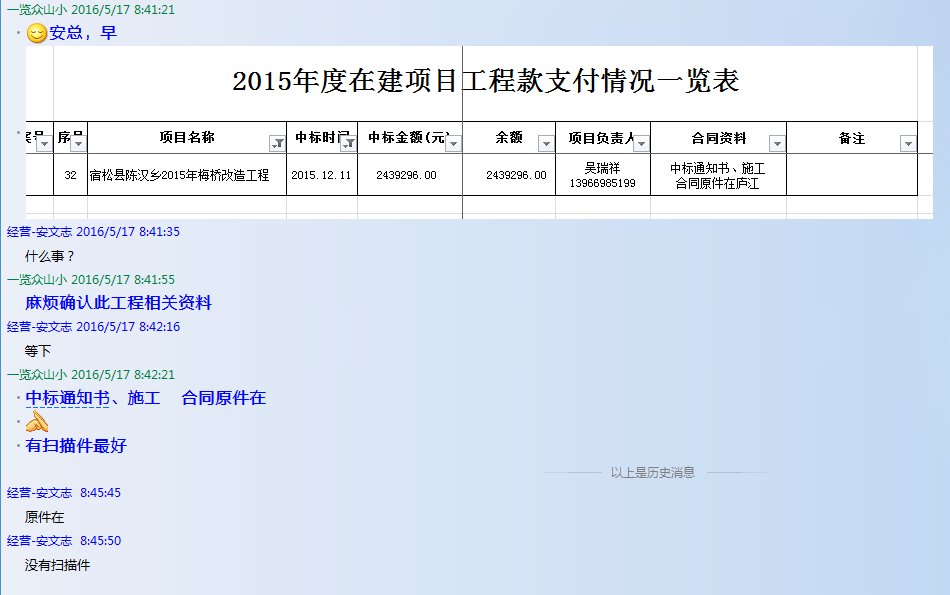 一览众山小 2016/5/17 8:41:21
安总，早
2015年度在建项目工程款支付情况一览表
序号 项目名称 中标时间 中标金额(元) 余额 项目负责人 合同资料 备注
32 宿松县陈汉乡2015年梅桥改造工程 2015.12.11 2439296.00 2439296.00 吴瑞祥 中标通知书、施工
13966985199 合同原件在庐江
经营-安文志 2016/5/17 8:41:35
什么事？
一览众山小 2016/5/17 8:41:55
麻烦确认此工程相关资料
经营-安文志 2016/5/17 8:42:16
等下
一览众山小 2016/5/17 8:42:21
中标通知书、施工 合同原件在
有扫描件最好
以上是历史消息
经营-安文志 8:45:45
原件在
经营-安文志 8:45:50
没有扫描件